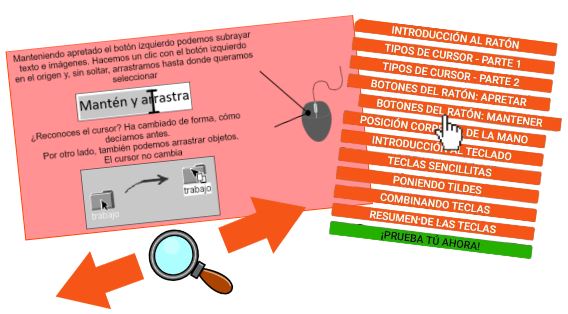 Manteniendo apretado el botón izquierdo podemos subrayar
texto e imágenes. Hacemos un clic con el botón izquierdo
en el origen y, sin soltar, arrastramos hasta donde queramos
seleccionar
Mantén y arrastra
¿Reconoces el cursor? Ha cambiado de forma, cómo
decíamos antes.
Por otro lado, también podemos arrastrar objetos.
El cursor no cambia
trabajo
trabajo
INTRODUCCIÓN AL RATÓN
TIPOS DE CURSOR - PARTE 1
TIPOS DE CURSOR - PARTE 2
BOTONES DEL RATÓN: APRETAR
BOTONES DEL RATÓN: MANTENER
POSICIÓN DE LA MANO
INTRODUCCIÓN AL TECLADO
TECLAS SENCILLITAS
PONIENDO TILDES
COMBINANDO TECLAS
RESUMEN DE LAS TECLAS
¡PRUEBA TÚ AHORA!